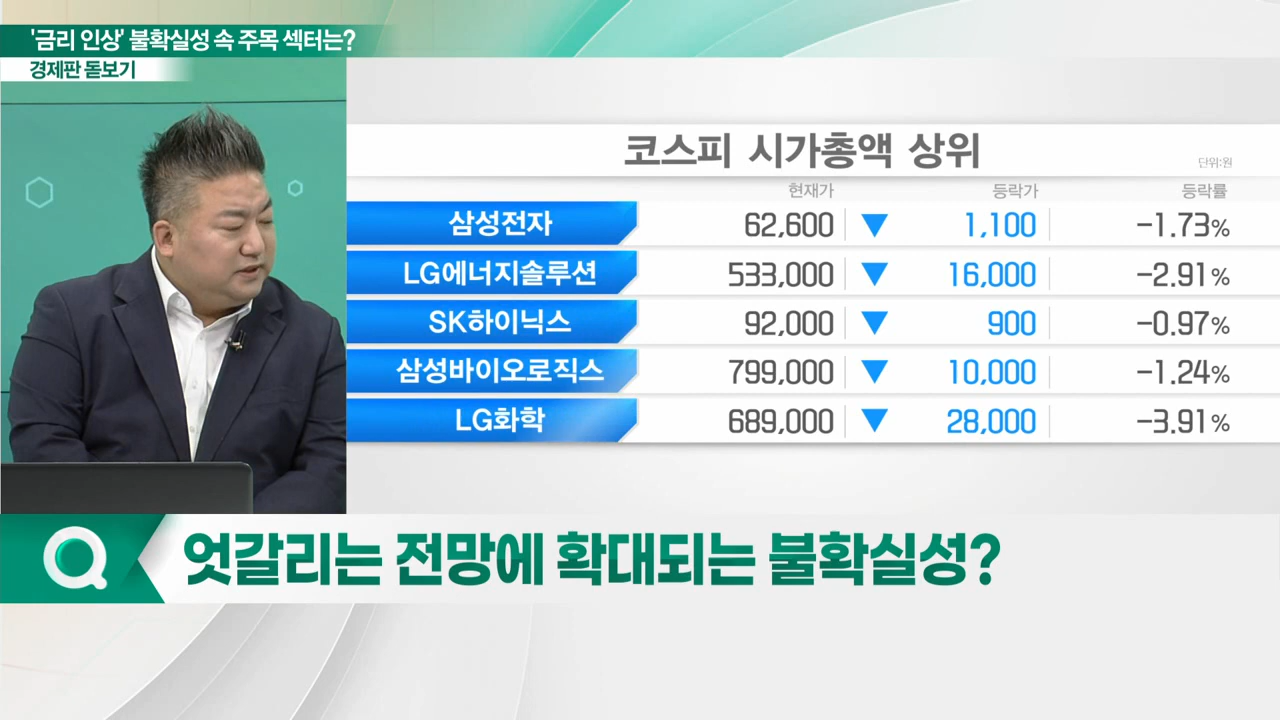 '금리 인상' 불확실성 속 주목 섹터는?
경제판 돋보기
코스피 시가총액 상위
단위:원
현재가 등락가 등락률
삼성전자 62,600 ▼ 1,100 -1.73%
LG에너지솔루션 533,000 ▼ 16,000 -2.91%
SK하이닉스 92,000 ▼ 900 -0.97%
삼성바이오로직스 799,000 ▼ 10,000 -1.24%
LG화학 689,000 ▼ 28,000 -3.91%
Q 엇갈리는 전망에 확대되는 불확실성?